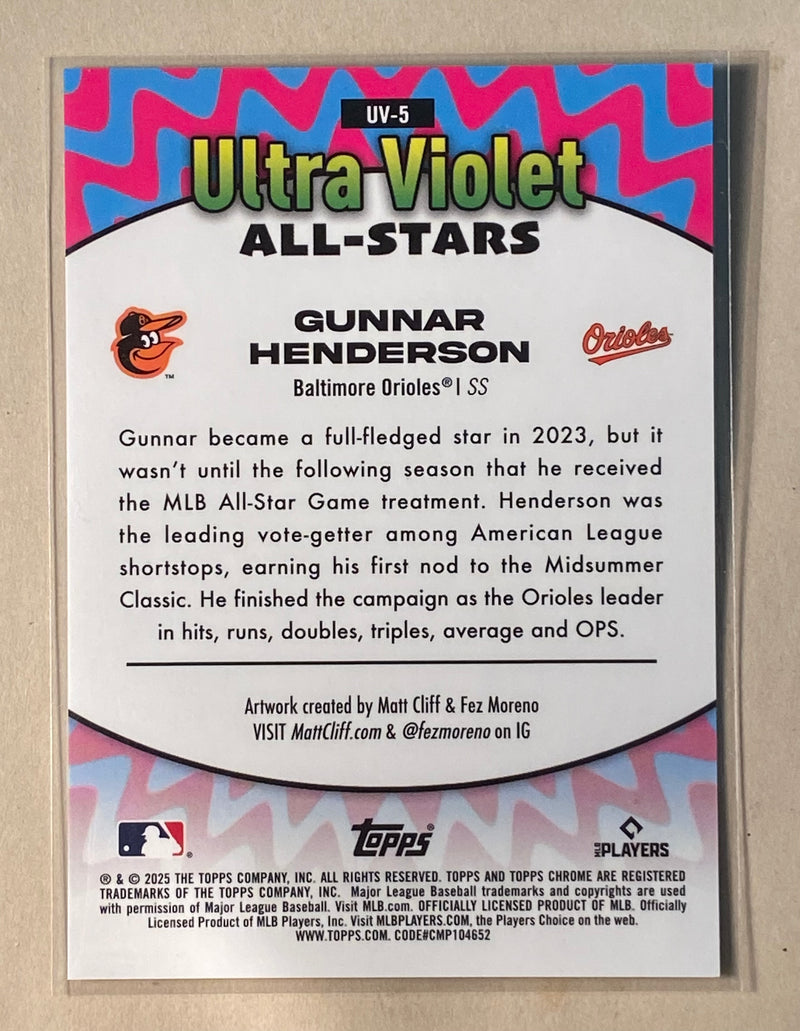 UV-5
Ultra Violet
ALL-STARS
GUNNAR
HENDERSON
Orioles
Baltimore Orioles® | SS
Gunnar became a full-fledged star in 2023, but it
wasn't until the following season that he received
the MLB All-Star Game treatment. Henderson was
the leading vote-getter among American League
shortstops, earning his first nod to the Midsummer
Classic. He finished the campaign as the Orioles leader
in hits, runs, doubles, triples, average and OPS.
Artwork created by Matt Cliff & Fez Moreno
VISIT MattCliff.com & @fezmoreno on IG
topps®
MLB PLAYERS
® & © 2025 THE TOPPS COMPANY, INC. ALL RIGHTS RESERVED. TOPPS AND TOPPS CHROME ARE REGISTERED
TRADEMARKS OF THE TOPPS COMPANY, INC. Major League Baseball trademarks and copyrights are used
with permission of Major League Baseball. Visit MLB.com. OFFICIALLY LICENSED PRODUCT OF MLB. Officially
Licensed Product of MLB Players, Inc. Visit MLBPLAYERS.COM, the Players Choice on the web.
WWW.TOPPS.COM. CODE#CMP104652